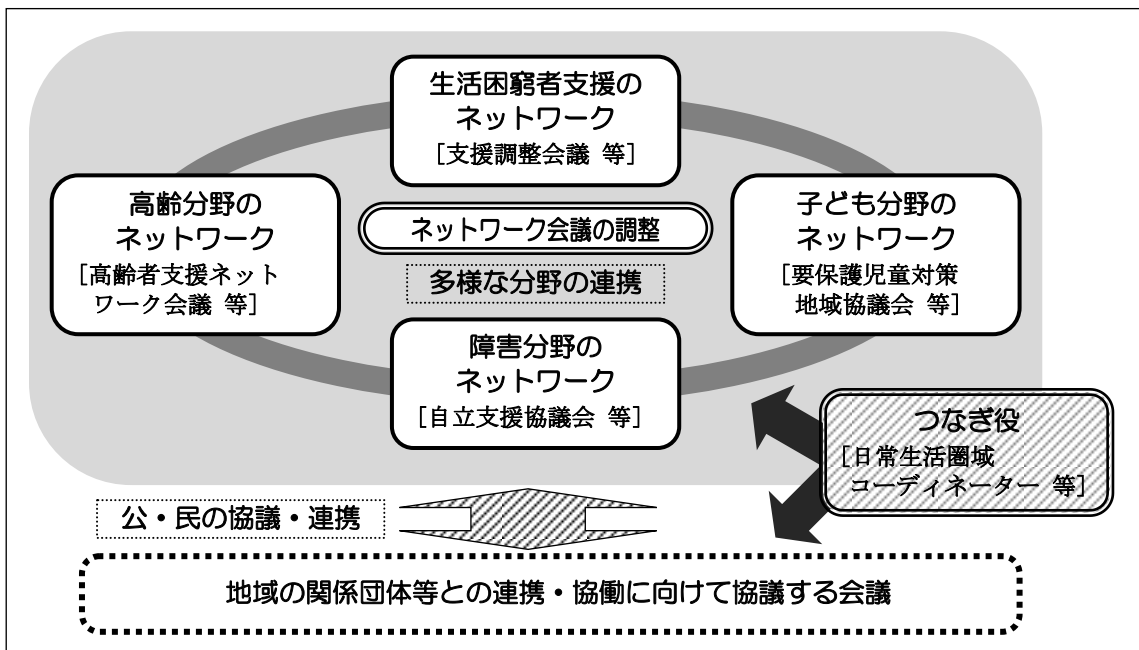 生活困窮者支援の
ネットワーク
[支援調整会議 等]
高齢分野の
ネットワーク
[高齢者支援ネット
ワーク会議 等]
ネットワーク会議の調整
多様な分野の連携
子ども分野の
ネットワーク
[要保護児童対策
地域協議会 等]
障害分野の
ネットワーク
[自立支援協議会 等]
つなぎ役
[日常生活圏域
コーディネーター 等]
公・民の協議・連携
地域の関係団体等との連携・協働に向けて協議する会議